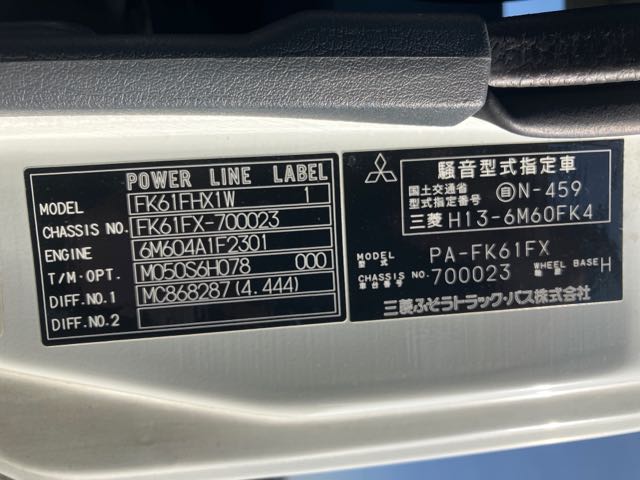 POWER LINE LABEL
MODEL FK61FHX1W 1
CHASSIS NO. FK61FX-700023
ENGINE 6M604A1F2301
T/M·OPT. M050S6H078 000
DIFF.NO.1 MC868287(4.444)
DIFF.NO.2
騒音型式指定車
国土交通省
型式指定番号 自N-459
三菱 H13-6M60FK4
MODEL
型式 PA-FK61FX
CHASSIS NO.
車台番号 700023 WHEEL BASE
軸距 H
三菱ふそうトラック・バス株式会社